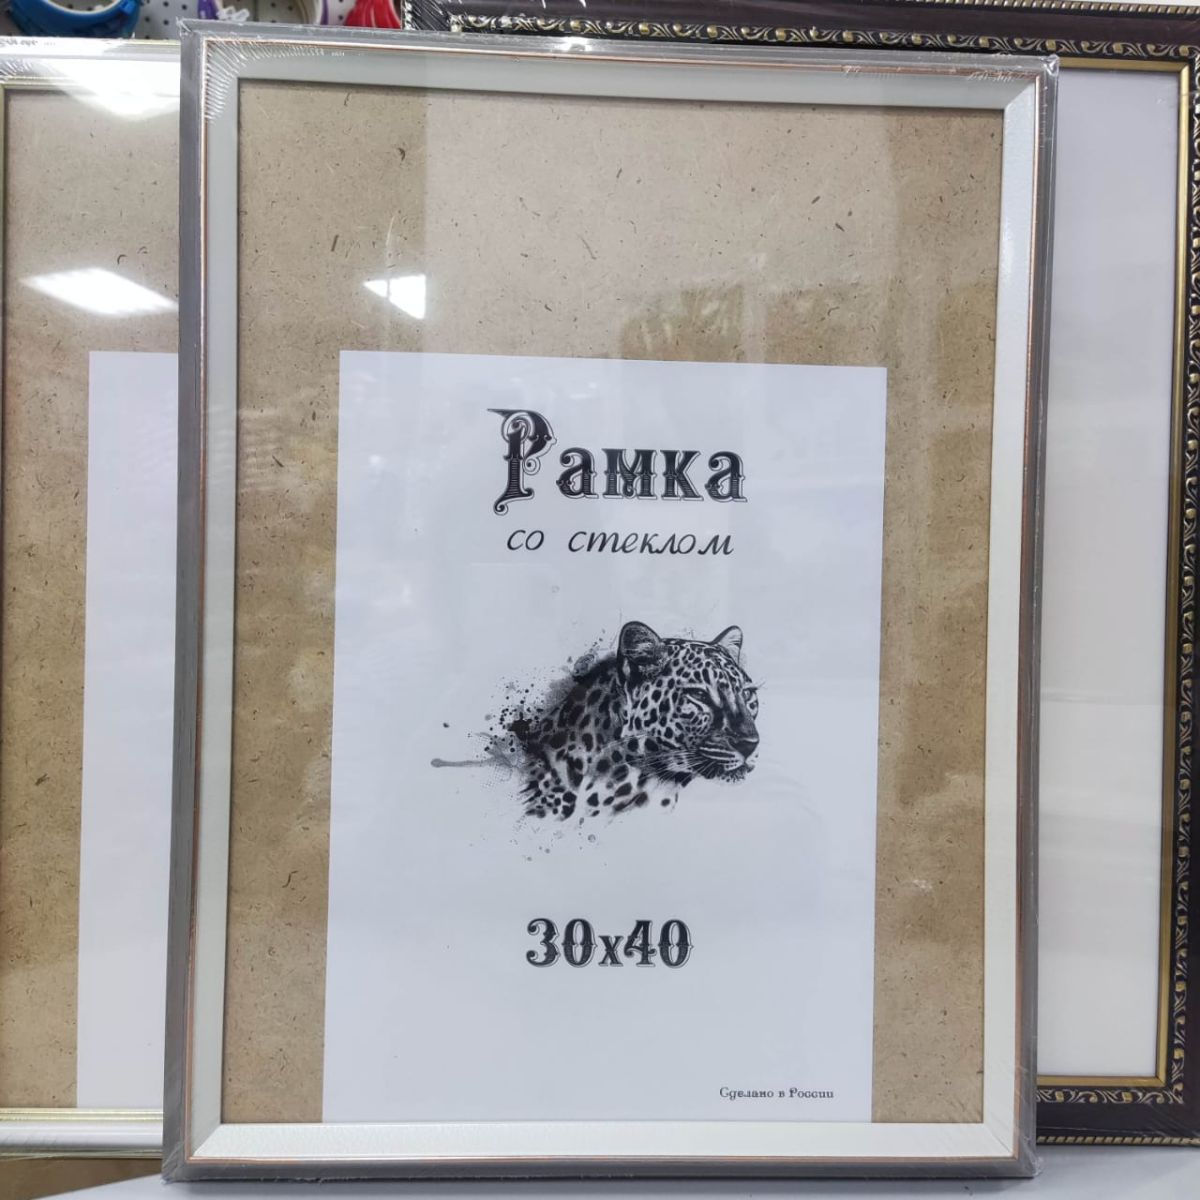 Рамка
со стеклом
30х40
Сделано в России